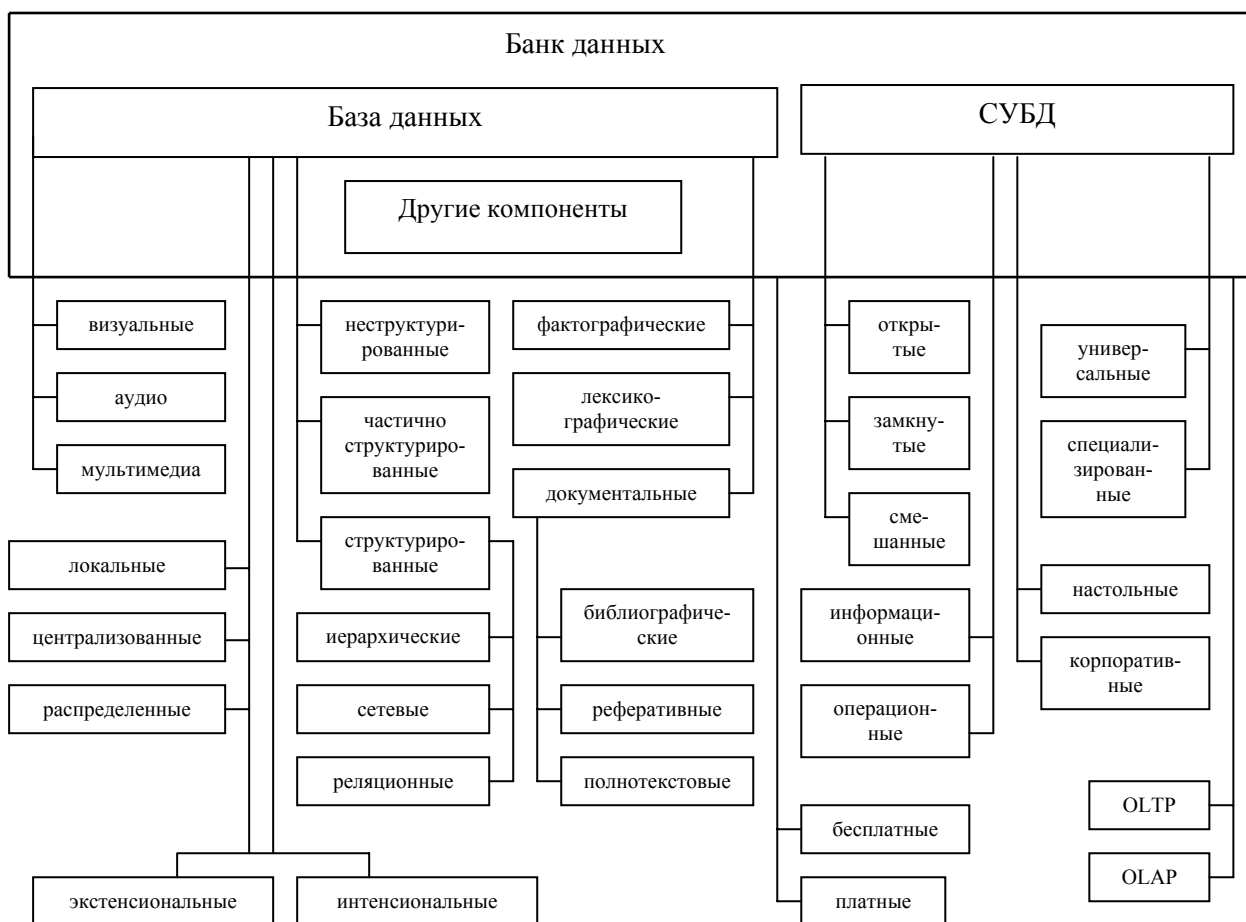 Банк данных
База данных
СУБД
Другие компоненты
визуальные
аудио
мультимедиа
локальные
централизованные
распределенные
экстенсиональные
интенсиональные
неструктури-
рованные
частично
структуриро-
ванные
структуриро-
ванные
иерархические
сетевые
реляционные
фактографические
лексико-
графические
документальные
библиографиче-
ские
реферативные
полнотекстовые
откры-
тые
замкну-
тые
сме-
шанные
информаци-
онные
операцион-
ные
бесплатные
платные
универ-
сальные
специали-
зирован-
ные
настольные
корпоратив-
ные
OLTP
OLAP